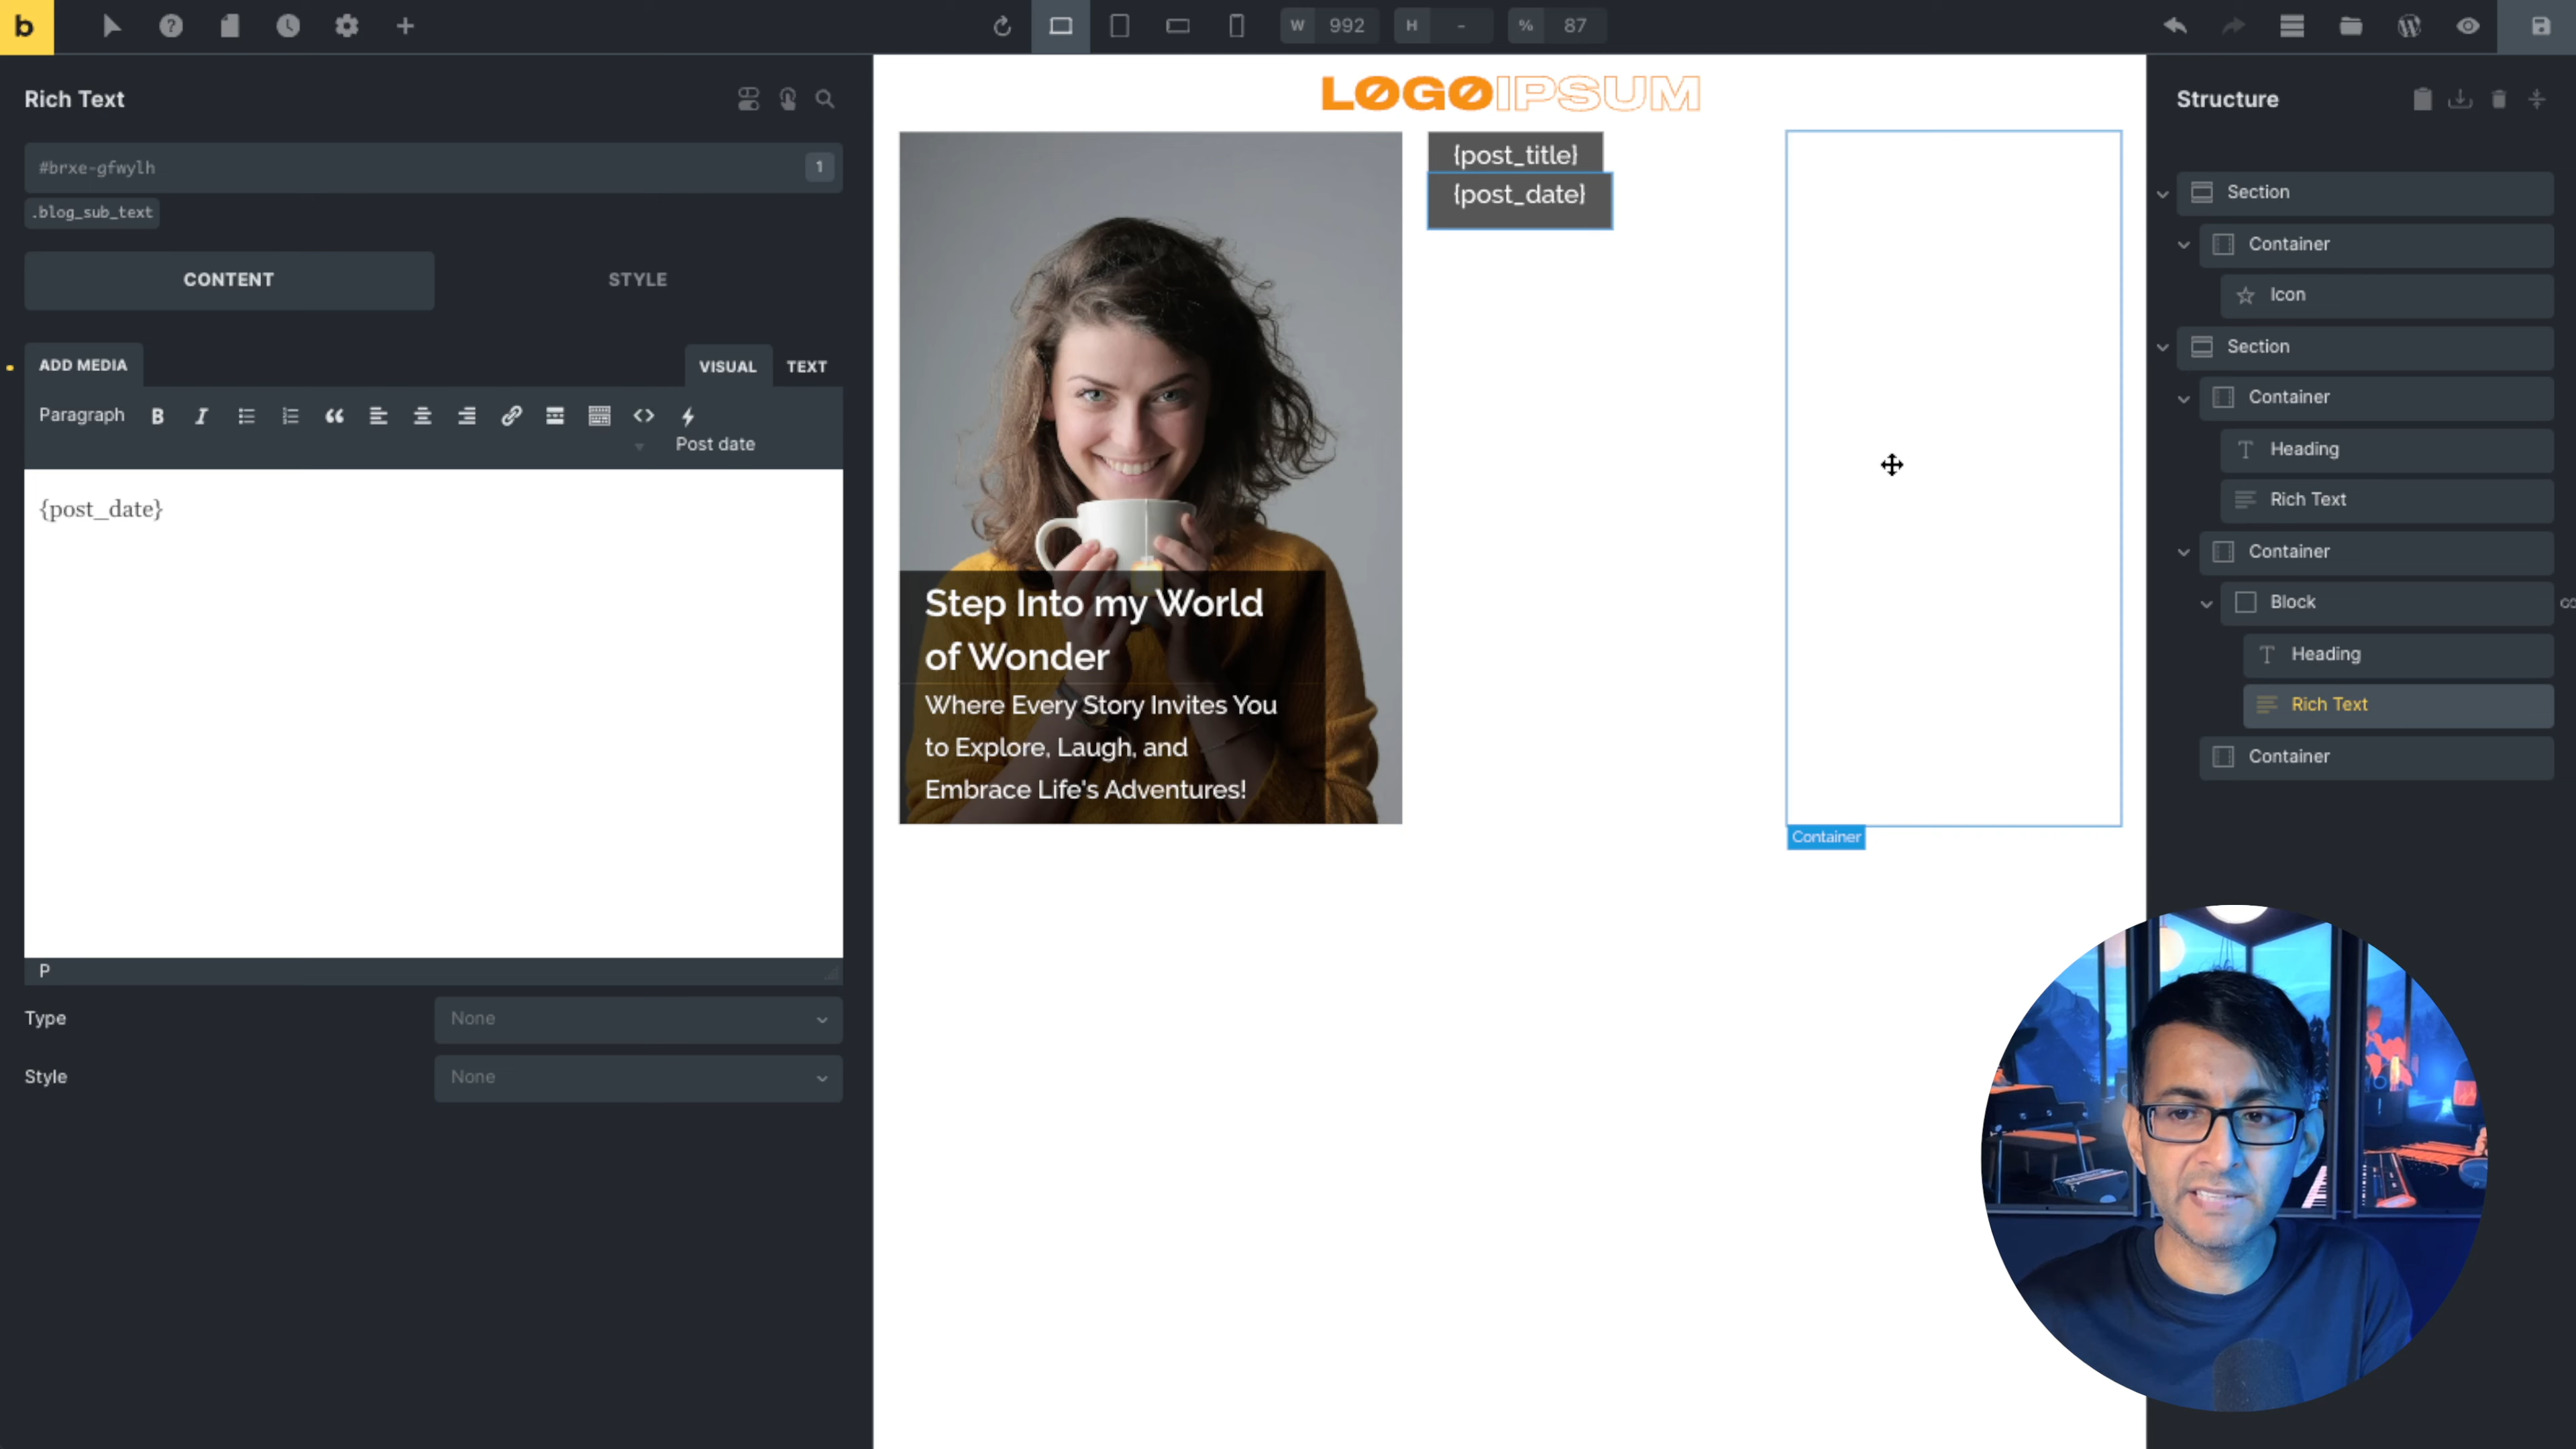 b
W 992 H - % 87
Rich Text
#brxe-gfwylh 1
.blog_sub_text
CONTENT STYLE
ADD MEDIA VISUAL TEXT
Paragraph B I
Post date
{post_date}
P
Type None
Style None
LOGOIPSUM
{post_title}
{post_date}
Step Into my World
of Wonder
Where Every Story Invites You
to Explore, Laugh, and
Embrace Life's Adventures!
Container
Structure
Section
Container
Icon
Section
Container
Heading
Rich Text
Container
Block
Heading
Rich Text
Container